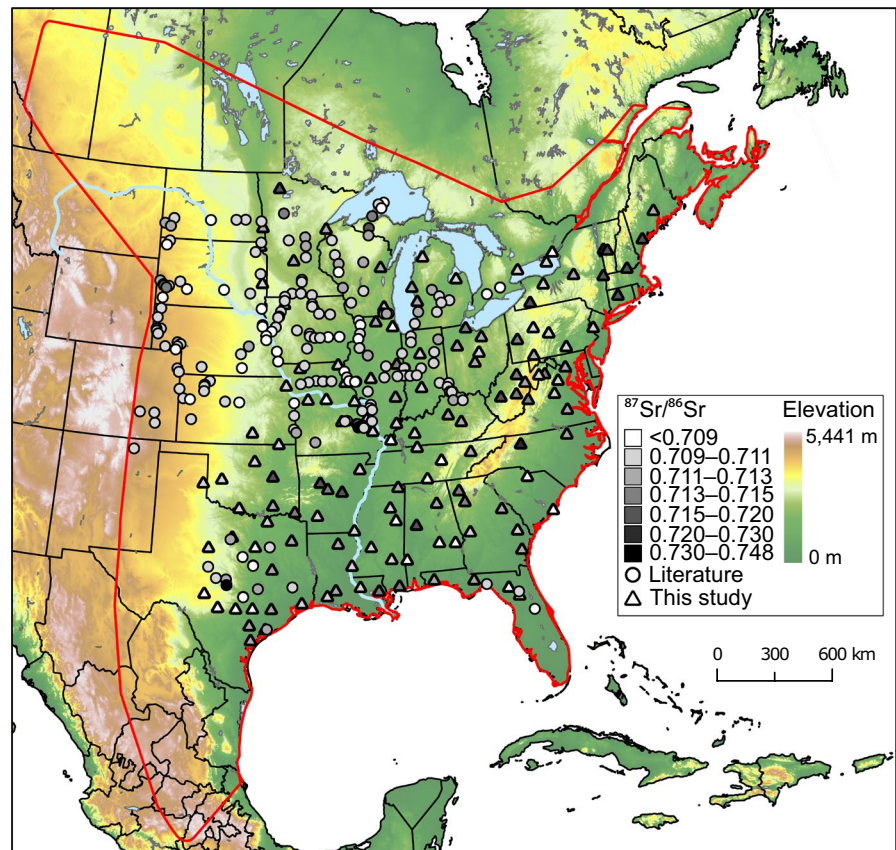 ⁸⁷Sr/⁸⁶Sr
<0.709
0.709–0.711
0.711–0.713
0.713–0.715
0.715–0.720
0.720–0.730
0.730–0.748
Literature
This study
Elevation
5,441 m
0 m
0 300 600 km